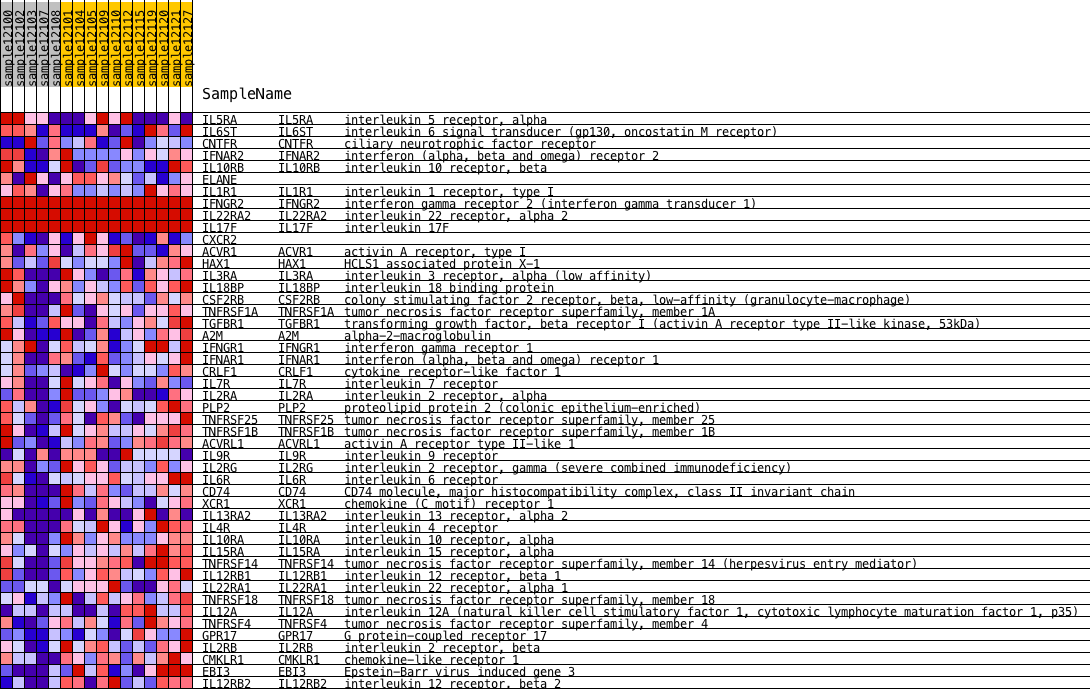 sample12100
sample12102
sample12103
sample12107
sample12108
sample12101
sample12104
sample12105
sample12109
sample12110
sample12112
sample12115
sample12119
sample12120
sample12121
sample12127
SampleName
IL5RA IL5RA interleukin 5 receptor, alpha
IL6ST IL6ST interleukin 6 signal transducer (gp130, oncostatin M receptor)
CNTFR CNTFR ciliary neurotrophic factor receptor
IFNAR2 IFNAR2 interferon (alpha, beta and omega) receptor 2
IL10RB IL10RB interleukin 10 receptor, beta
ELANE
IL1R1 IL1R1 interleukin 1 receptor, type I
IFNGR2 IFNGR2 interferon gamma receptor 2 (interferon gamma transducer 1)
IL22RA2 IL22RA2 interleukin 22 receptor, alpha 2
IL17F IL17F interleukin 17F
CXCR2
ACVR1 ACVR1 activin A receptor, type I
HAX1 HAX1 HCLS1 associated protein X-1
IL3RA IL3RA interleukin 3 receptor, alpha (low affinity)
IL18BP IL18BP interleukin 18 binding protein
CSF2RB CSF2RB colony stimulating factor 2 receptor, beta, low-affinity (granulocyte-macrophage)
TNFRSF1A TNFRSF1A tumor necrosis factor receptor superfamily, member 1A
TGFBR1 TGFBR1 transforming growth factor, beta receptor I (activin A receptor type II-like kinase, 53kDa)
A2M A2M alpha-2-macroglobulin
IFNGR1 IFNGR1 interferon gamma receptor 1
IFNAR1 IFNAR1 interferon (alpha, beta and omega) receptor 1
CRLF1 CRLF1 cytokine receptor-like factor 1
IL7R IL7R interleukin 7 receptor
IL2RA IL2RA interleukin 2 receptor, alpha
PLP2 PLP2 proteolipid protein 2 (colonic epithelium-enriched)
TNFRSF25 TNFRSF25 tumor necrosis factor receptor superfamily, member 25
TNFRSF1B TNFRSF1B tumor necrosis factor receptor superfamily, member 1B
ACVRL1 ACVRL1 activin A receptor type II-like 1
IL9R IL9R interleukin 9 receptor
IL2RG IL2RG interleukin 2 receptor, gamma (severe combined immunodeficiency)
IL6R IL6R interleukin 6 receptor
CD74 CD74 CD74 molecule, major histocompatibility complex, class II invariant chain
XCR1 XCR1 chemokine (C motif) receptor 1
IL13RA2 IL13RA2 interleukin 13 receptor, alpha 2
IL4R IL4R interleukin 4 receptor
IL10RA IL10RA interleukin 10 receptor, alpha
IL15RA IL15RA interleukin 15 receptor, alpha
TNFRSF14 TNFRSF14 tumor necrosis factor receptor superfamily, member 14 (herpesvirus entry mediator)
IL12RB1 IL12RB1 interleukin 12 receptor, beta 1
IL22RA1 IL22RA1 interleukin 22 receptor, alpha 1
TNFRSF18 TNFRSF18 tumor necrosis factor receptor superfamily, member 18
IL12A IL12A interleukin 12A (natural killer cell stimulatory factor 1, cytotoxic lymphocyte maturation factor 1, p35)
TNFRSF4 TNFRSF4 tumor necrosis factor receptor superfamily, member 4
GPR17 GPR17 G protein-coupled receptor 17
IL2RB IL2RB interleukin 2 receptor, beta
CMKLR1 CMKLR1 chemokine-like receptor 1
EBI3 EBI3 Epstein-Barr virus induced gene 3
IL12RB2 IL12RB2 interleukin 12 receptor, beta 2